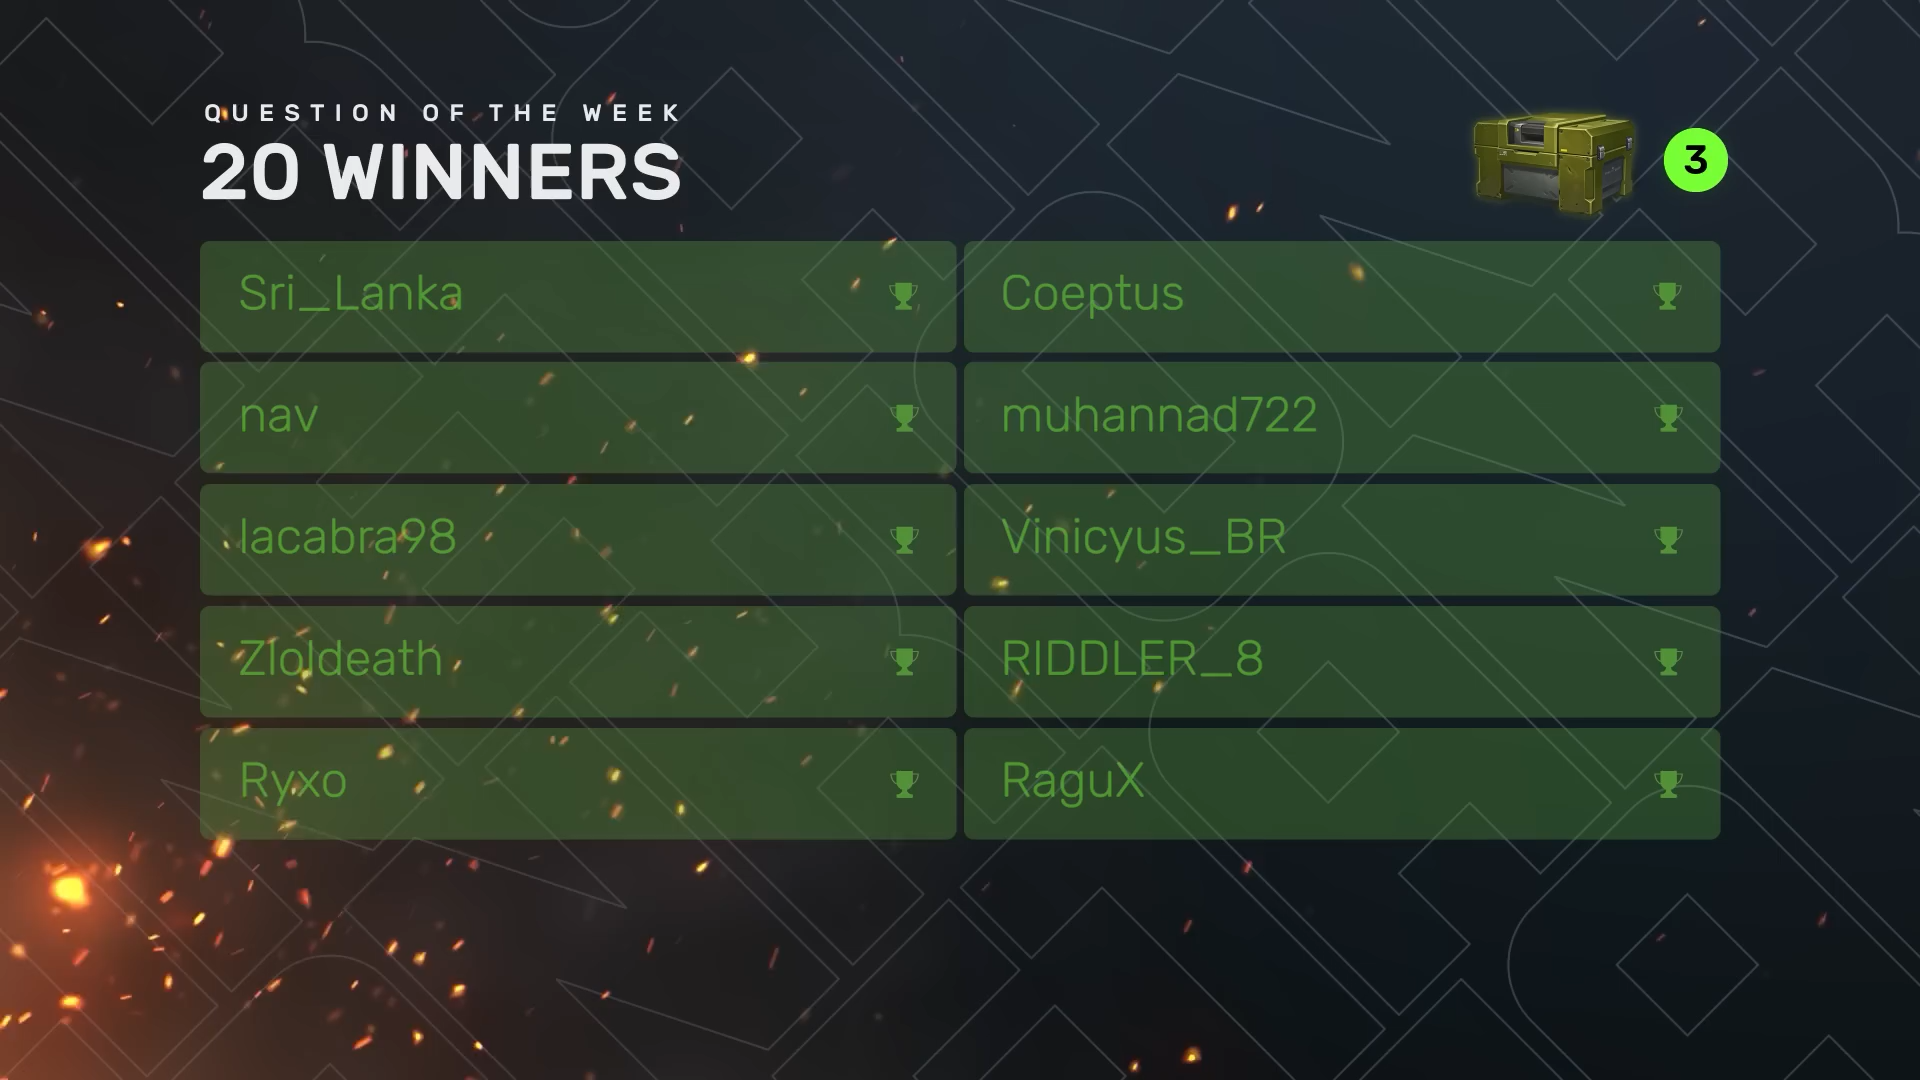 QUESTION OF THE WEEK
20 WINNERS
3
Sri_Lanka
Coeptus
nav
muhannad722
lacabra98
Vinicyus_BR
Zloldeath
RIDDLER_8
Ryxo
RaguX